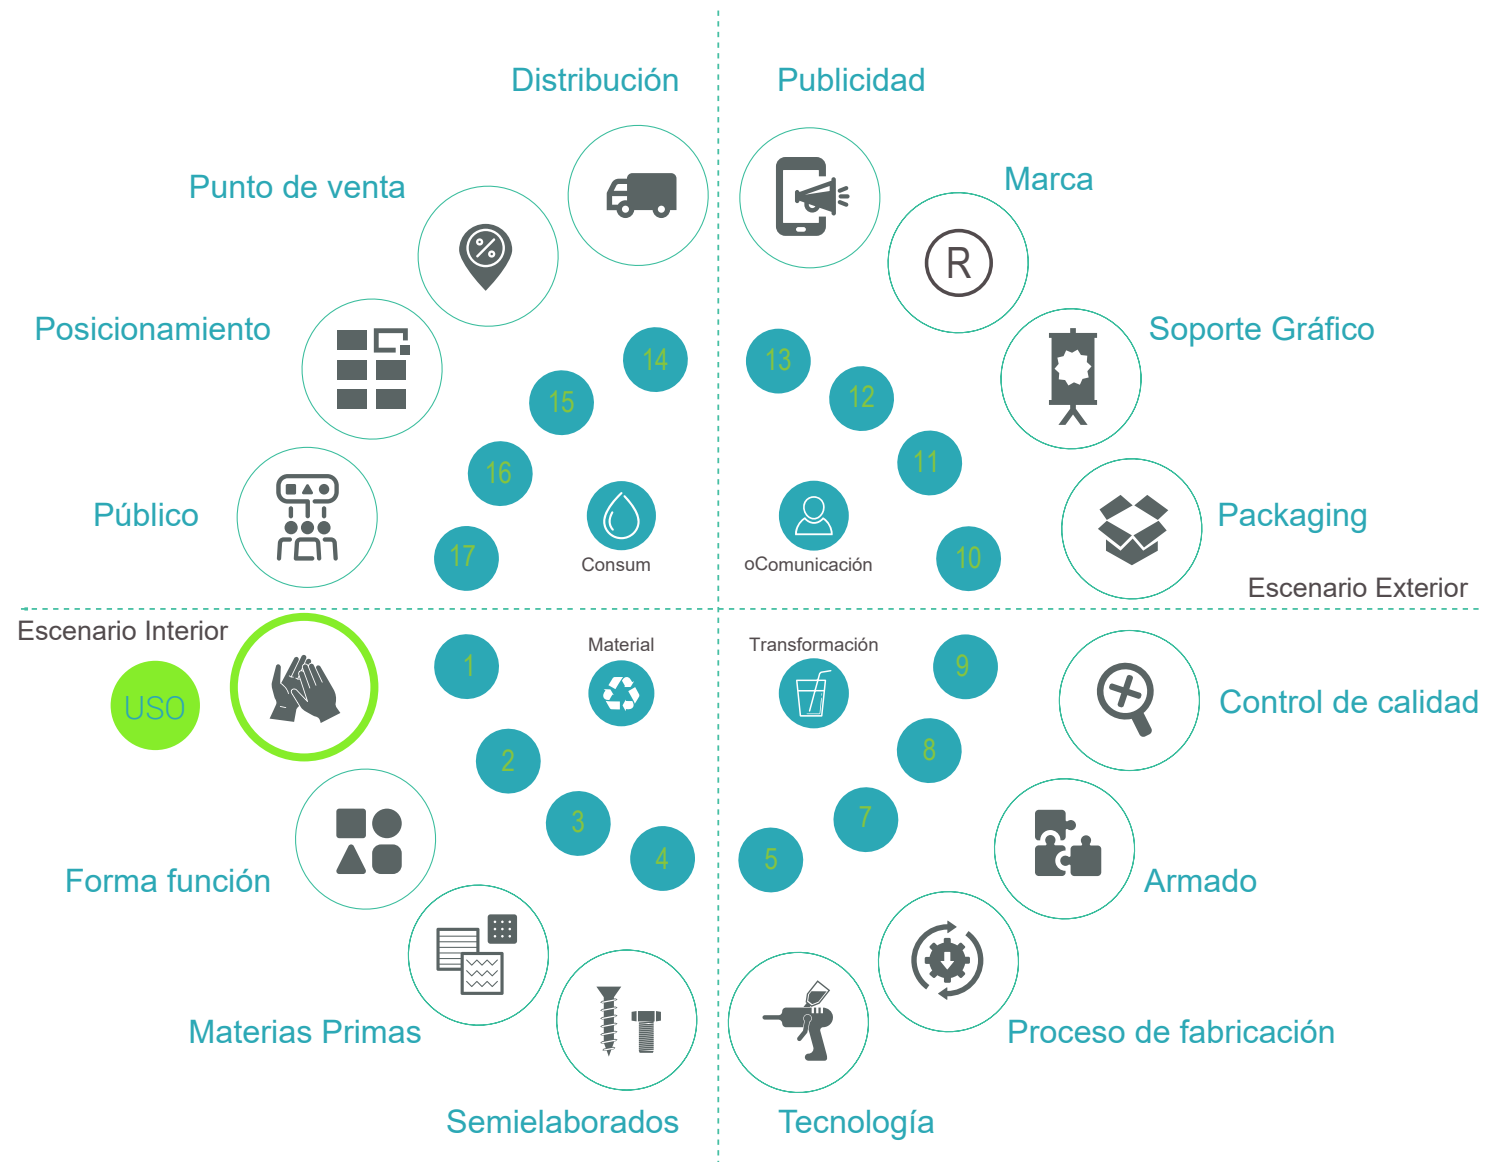 Distribución
Publicidad
Punto de venta
Marca
R
Posicionamiento
Soporte Gráfico
14
13
15
12
16
11
Público
Packaging
17
10
Consum
oComunicación
Escenario Exterior
Escenario Interior
Material
Transformación
1
9
USO
Control de calidad
2
8
3
7
4
5
Forma función
Armado
Materias Primas
Proceso de fabricación
Semielaborados
Tecnología